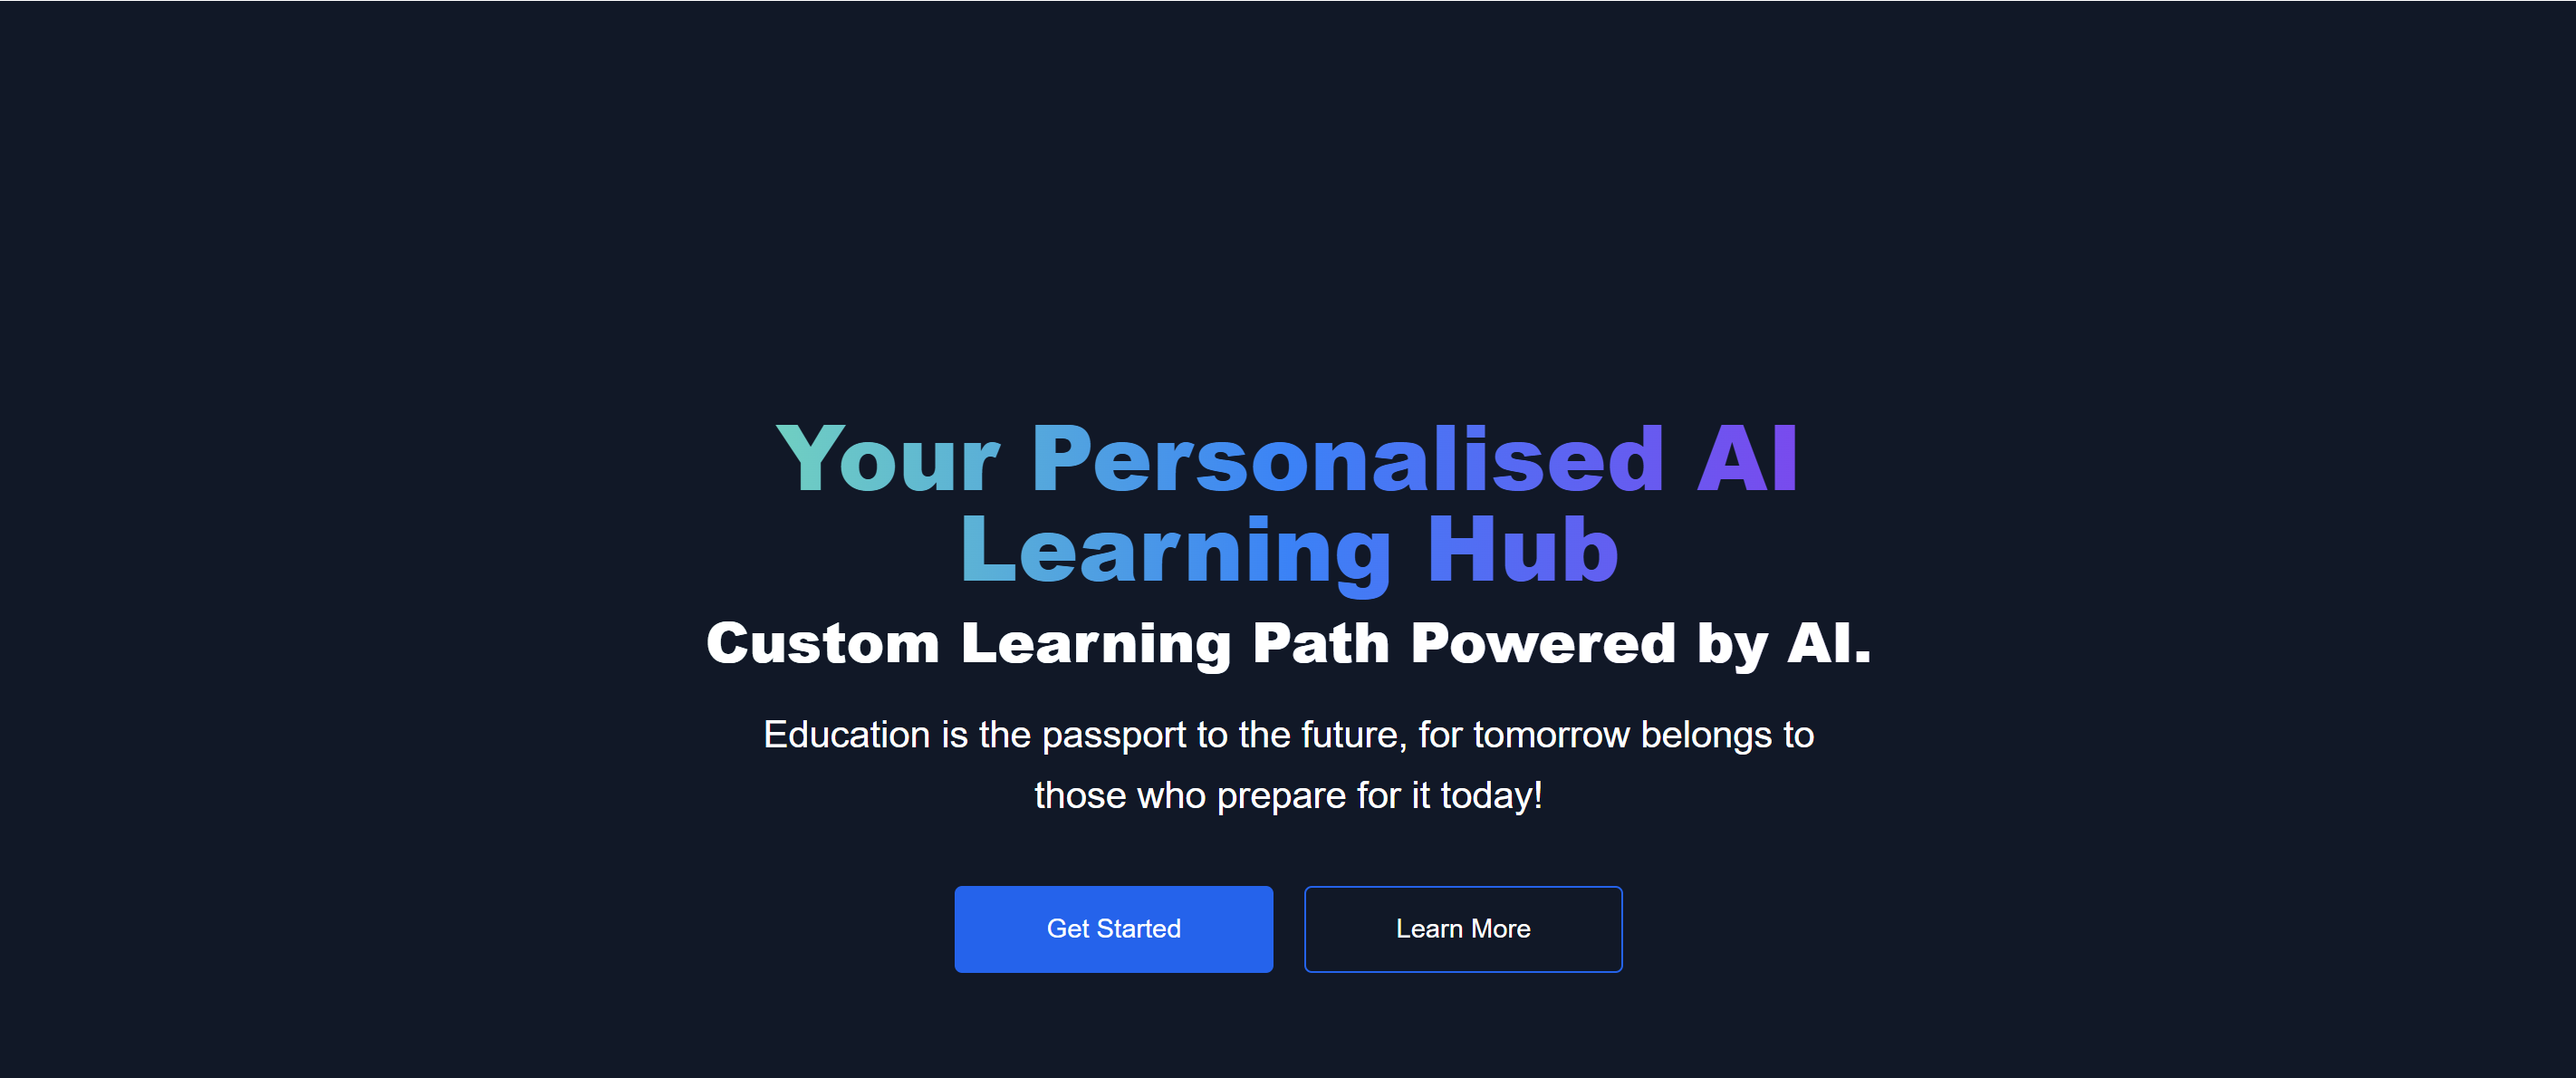 Your Personalised AI
Learning Hub
Custom Learning Path Powered by AI.
Education is the passport to the future, for tomorrow belongs to
those who prepare for it today!
Get Started
Learn More